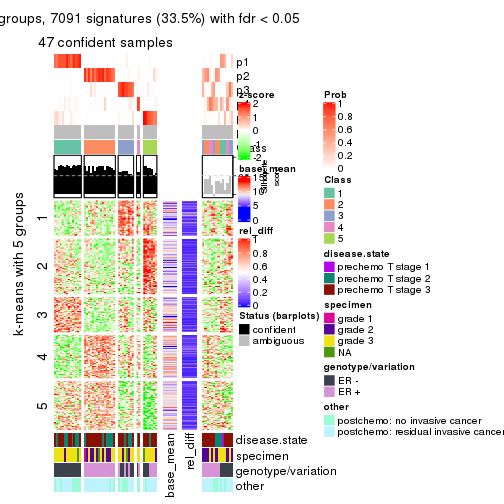 groups, 7091 signatures (33.5%) with fdr < 0.05
47 confident samples
p1
p2
p3
z-score
2
1
0
-1
-2
base_mean
5
0
rel_diff
1
0.8
0.6
0.4
0.2
0
Status (barplots)
confident
ambiguous
Prob
1
0.8
0.6
0.4
0.2
0
Class
1
2
3
4
5
disease.state
prechemo T stage 1
prechemo T stage 2
prechemo T stage 3
specimen
grade 1
grade 2
grade 3
NA
genotype/variation
ER -
ER +
other
postchemo: no invasive cancer
postchemo: residual invasive cancer
k-means with 5 groups
1
2
3
4
5
disease.state
specimen
genotype/variation
other
base_mean
rel_diff